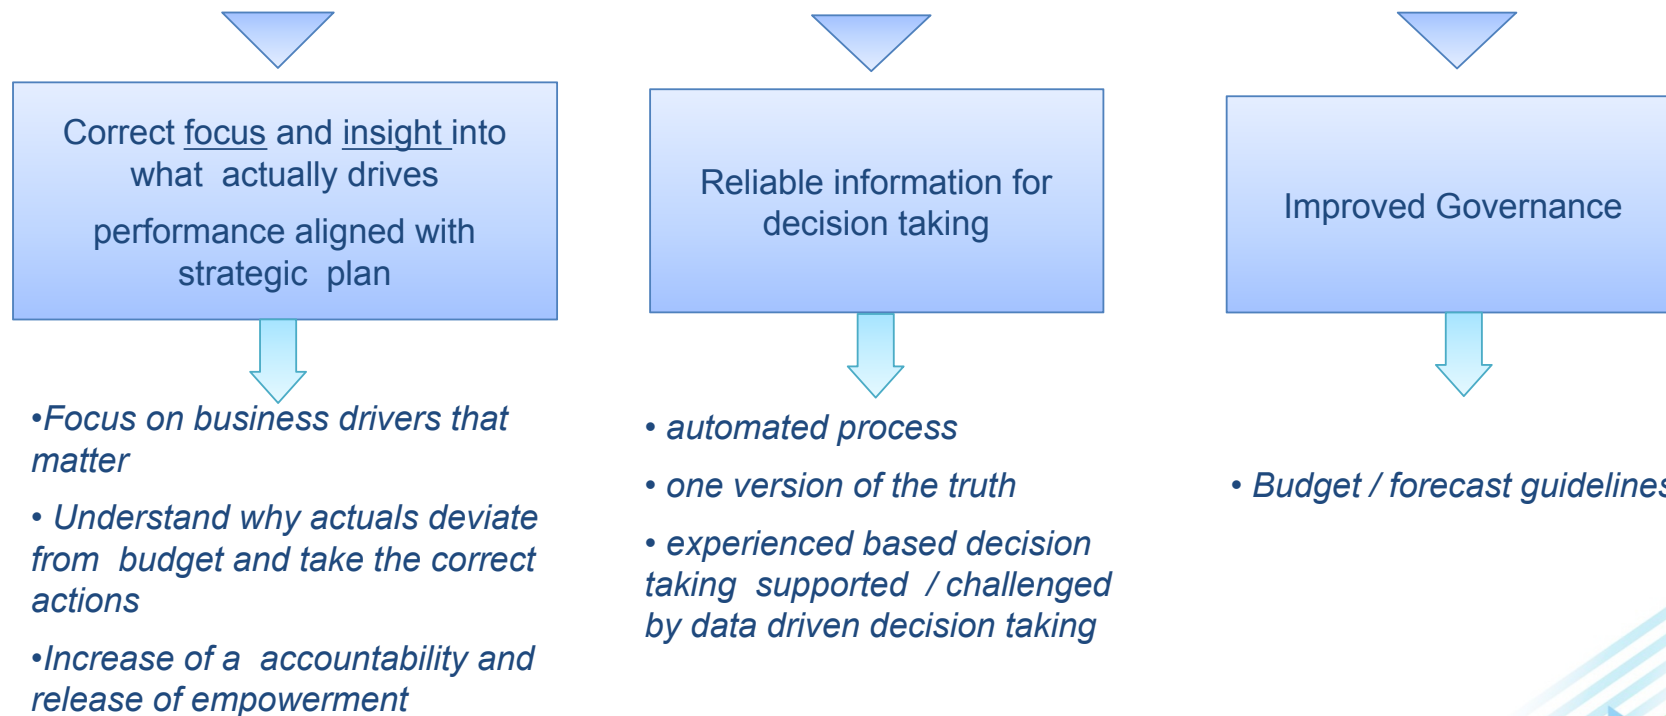 Correct focus and insight into
what actually drives
performance aligned with
strategic plan
Reliable information for
decision taking
Improved Governance
•Focus on business drivers that
matter
• Understand why actuals deviate
from budget and take the correct
actions
•Increase of a accountability and
release of empowerment
• automated process
• one version of the truth
• experienced based decision
taking supported / challenged
by data driven decision taking
• Budget / forecast guidelines